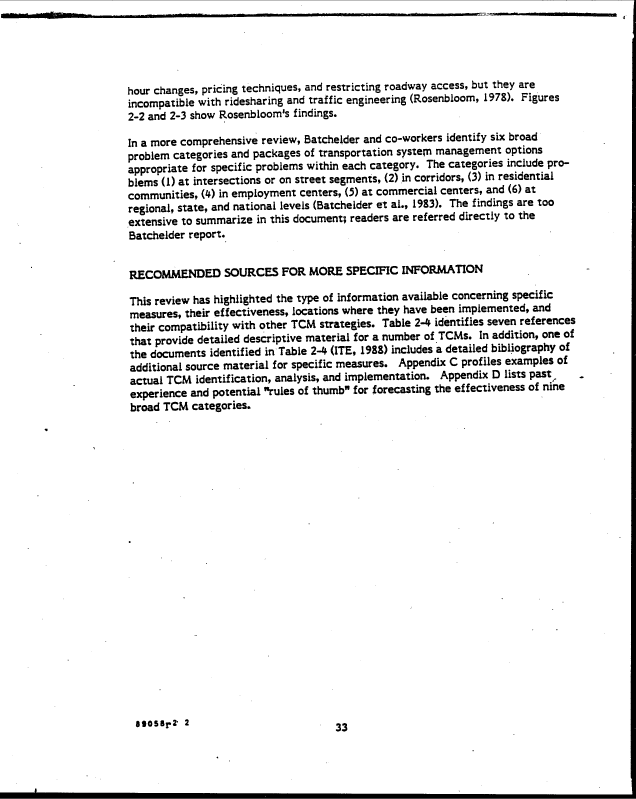 hour changes, pricing techniques, and restricting roadway access, but they are
incompatible with ridesharing and traffic engineering (Rosenbloom, 1978). Figures
2-2 and 2-3 show Rosenbloom's findings.
In a more comprehensive review, Batchelder and co-workers identify six broad
problem categories and packages of transportation system management options
appropriate for specific problems within each category. The categories include pro-
blems (1) at intersections or on street segments, (2) in corridors, (3) in residential
communities, (4) in employment centers, (5) at commercial centers, and (6) at
regional, state, and national levels (Batchelder et al., 1983). The findings are too
extensive to summarize in this document; readers are referred directly to the
Batchelder report.
RECOMMENDED SOURCES FOR MORE SPECIFIC INFORMATION
This review has highlighted the type of information available concerning specific
measures, their effectiveness, locations where they have been implemented, and
their compatibility with other TCM strategies. Table 2-4 identifies seven references
that provide detailed descriptive material for a number of TCMs. In addition, one of
the documents identified in Table 2-4 (ITE, 1988) includes a detailed bibliography of
additional source material for specific measures. Appendix C profiles examples of
actual TCM identification, analysis, and implementation. Appendix D lists past
experience and potential "rules of thumb" for forecasting the effectiveness of nine
broad TCM categories.
89058r2 2
33